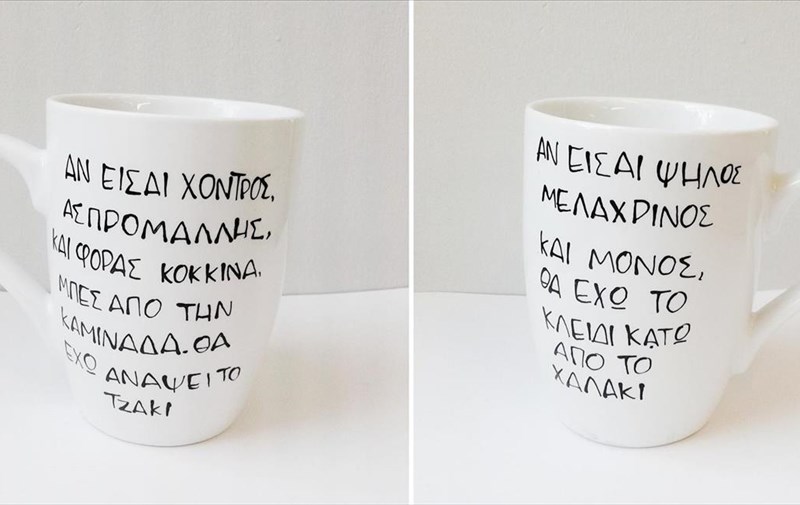 ΑΝ ΕΙΣΑΙ ΧΟΝΤΡΟΣ,
ΑΣΠΡΟΜΑΛΛΗΣ,
ΚΑΙ ΦΟΡΑΣ ΚΟΚΚΙΝΑ,
ΜΠΕΣ ΑΠΟ ΤΗΝ
ΚΑΜΙΝΑΔΑ. ΘΑ
ΕΧΩ ΑΝΑΨΕΙ ΤΟ
ΤΖΑΚΙ
ΑΝ ΕΙΣΑΙ ΨΗΛΟΣ
ΜΕΛΑΧΡΙΝΟΣ
ΚΑΙ ΜΟΝΟΣ,
ΘΑ ΕΧΩ ΤΟ
ΚΛΕΙΔΙ ΚΑΤΩ
ΑΠΟ ΤΟ
ΧΑΛΑΚΙ